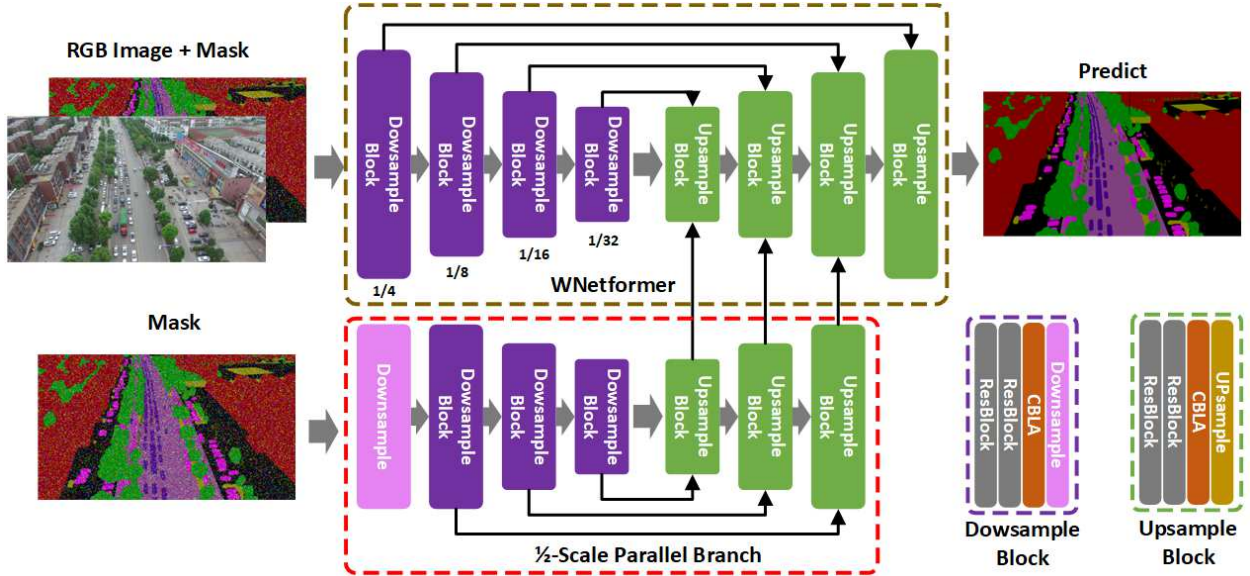 RGB Image + Mask
Dowsample
Block
Dowsample
Block
Dowsample
Block
Dowsample
Block
Upsample
Block
Upsample
Block
Upsample
Block
Upsample
Block
1/4
1/8
1/16
1/32
WNetformer
Predict
Mask
Downsample
Dowsample
Block
Dowsample
Block
Dowsample
Block
Upsample
Block
Upsample
Block
Upsample
Block
½-Scale Parallel Branch
ResBlock
ResBlock
CBLA
Downsample
Dowsample
Block
ResBlock
ResBlock
CBLA
UPsample
Upsample
Block